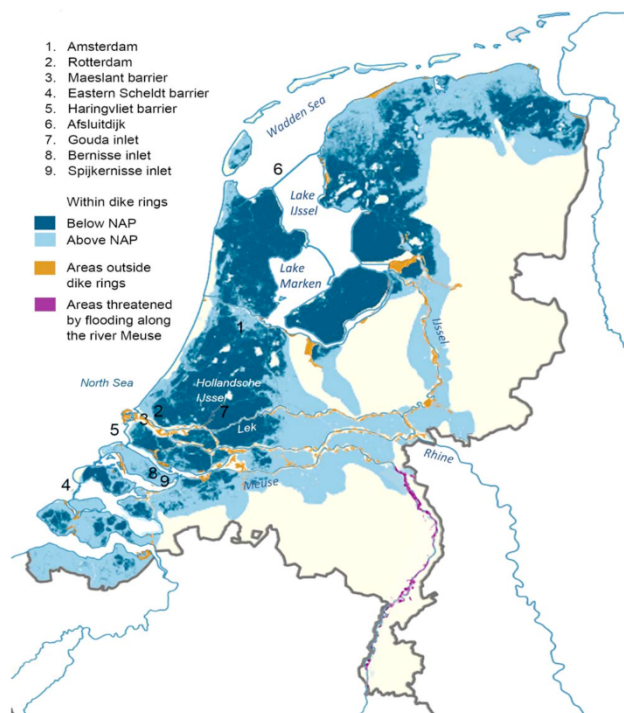 1. Amsterdam
2. Rotterdam
3. Maeslant barrier
4. Eastern Scheldt barrier
5. Haringvliet barrier
6. Afsluitdijk
7. Gouda inlet
8. Bernisse inlet
9. Spijkernisse inlet
Within dike rings
Below NAP
Above NAP
Areas outside
dike rings
Areas threatened
by flooding along
the river Meuse
Wadden Sea
6
Lake
IJssel
Lake
Marken
1
IJssel
North Sea
Hollandsche
IJssel
2
7
3
5
Lek
Rhine
8
9
4
Meuse